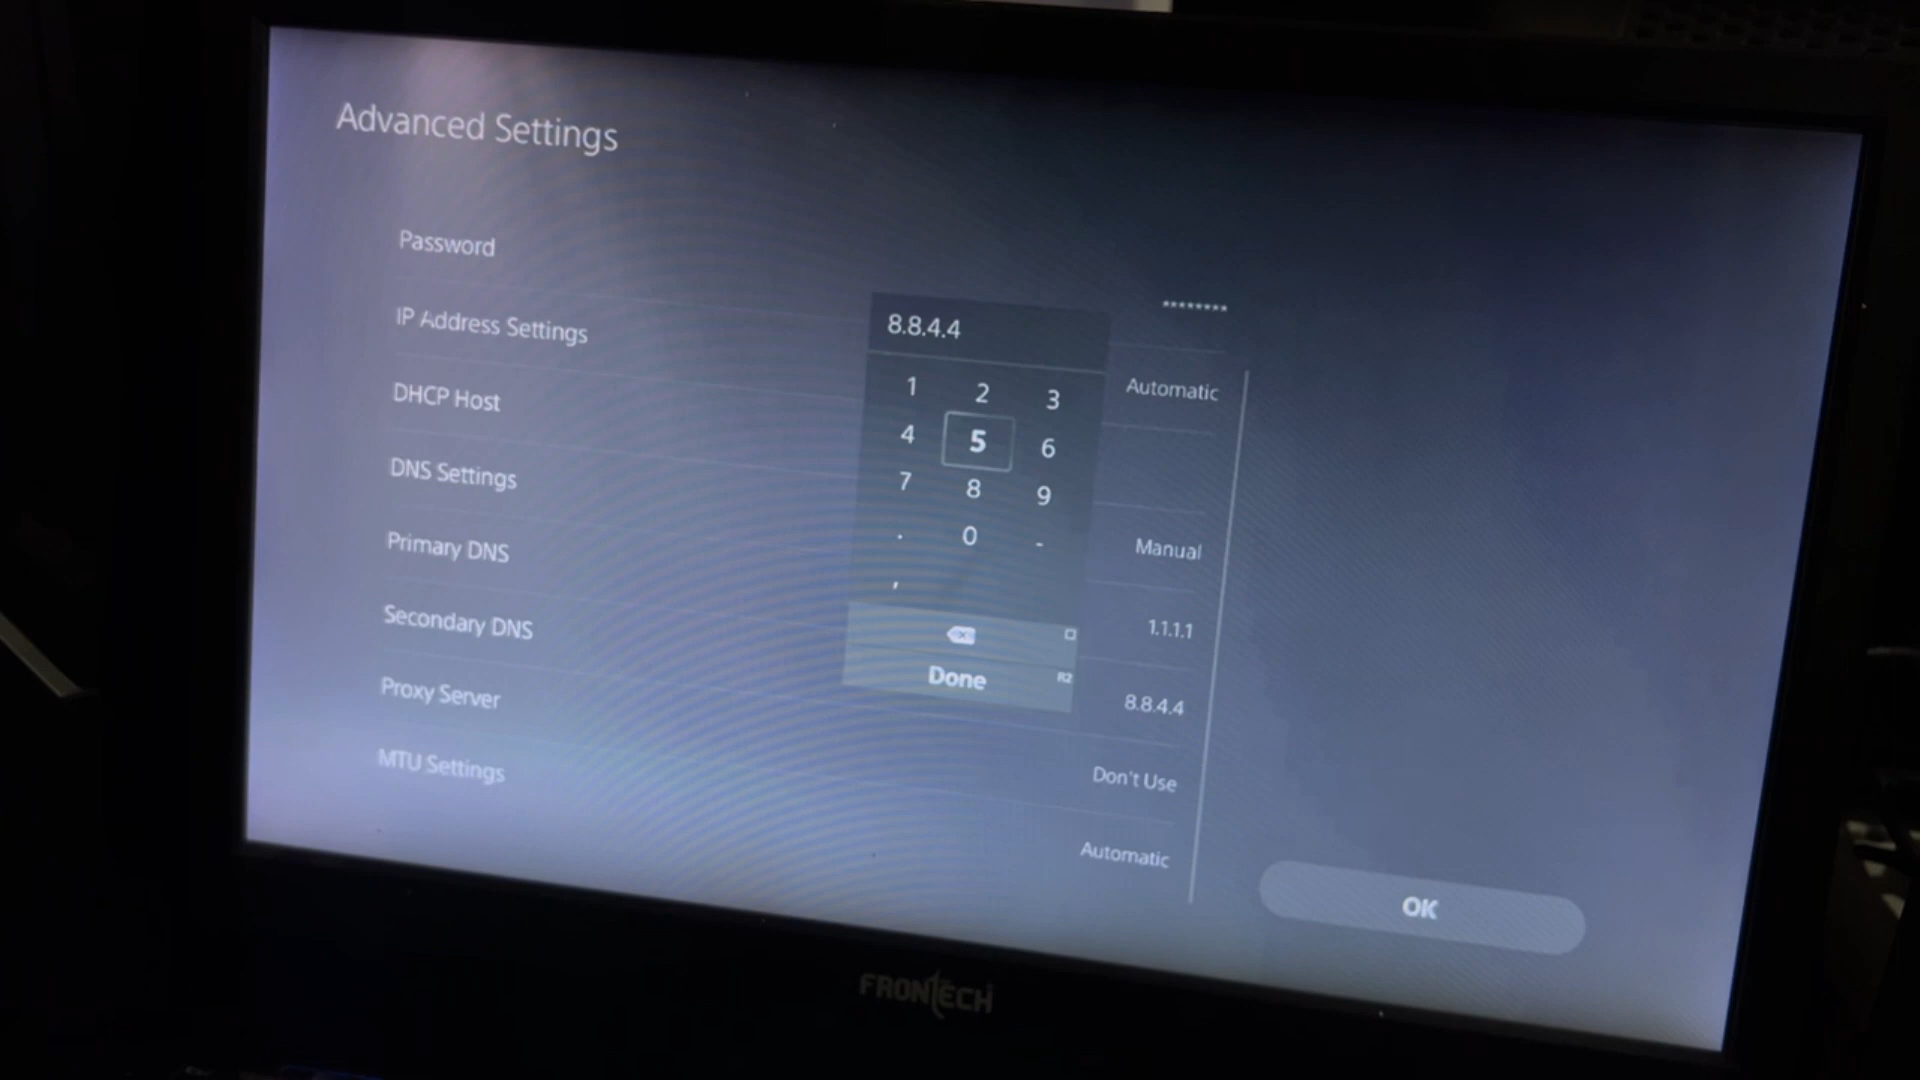 Advanced Settings
Password
********
IP Address Settings
Automatic
DHCP Host
DNS Settings
Manual
Primary DNS
1.1.1.1
Secondary DNS
8.8.4.4
Proxy Server
Don't Use
MTU Settings
Automatic
8.8.4.4
1 2 3
4 5 6
7 8 9
. 0 -
,
Done R2
OK
FRONTECH